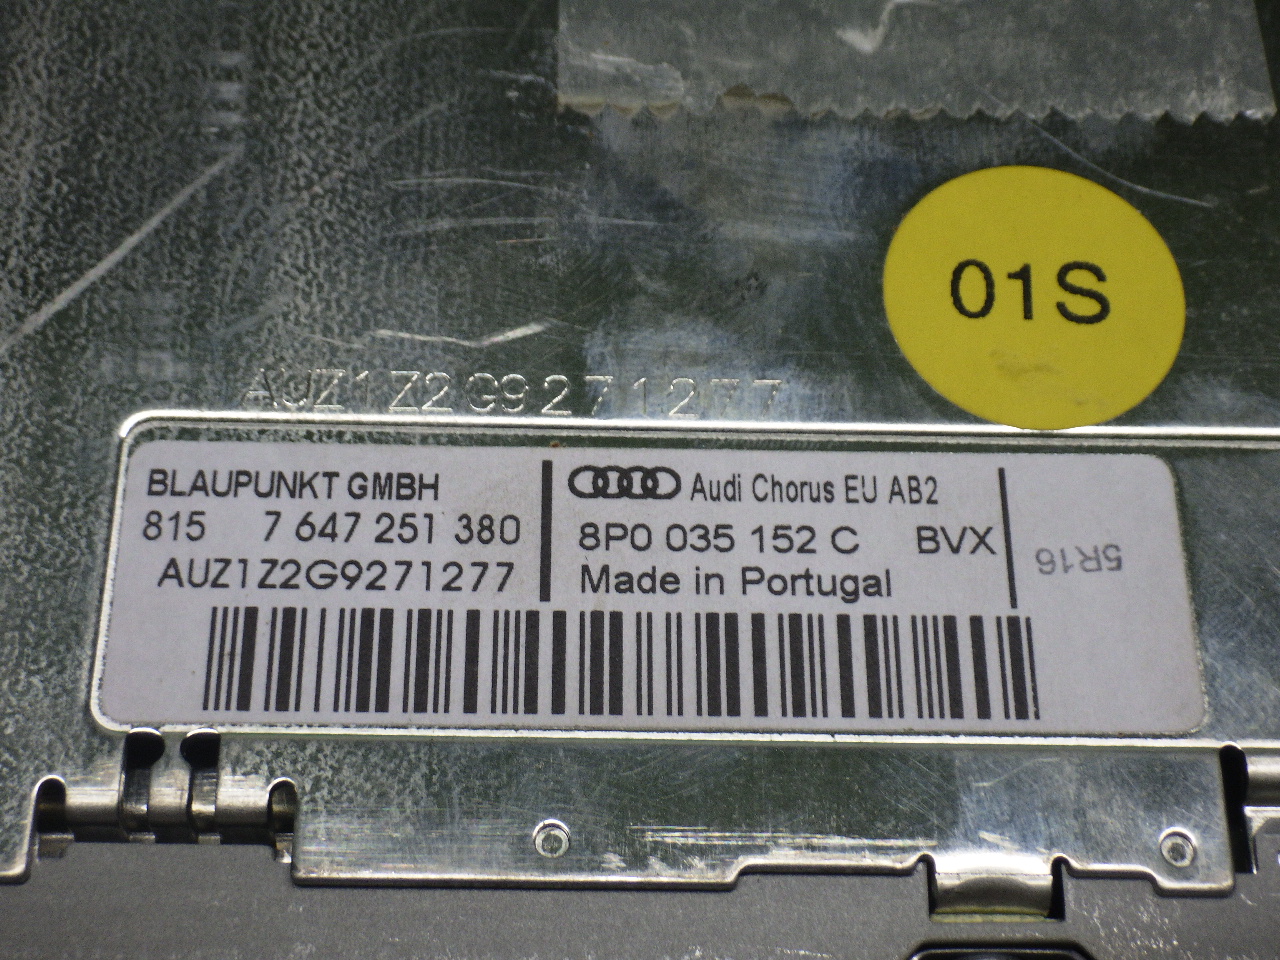 01S
AUZ1Z2G9271277
BLAUPUNKT GMBH
815 7 647 251 380
AUZ1Z2G9271277
Audi Chorus EU AB2
8P0 035 152 C BVX
Made in Portugal
5R16